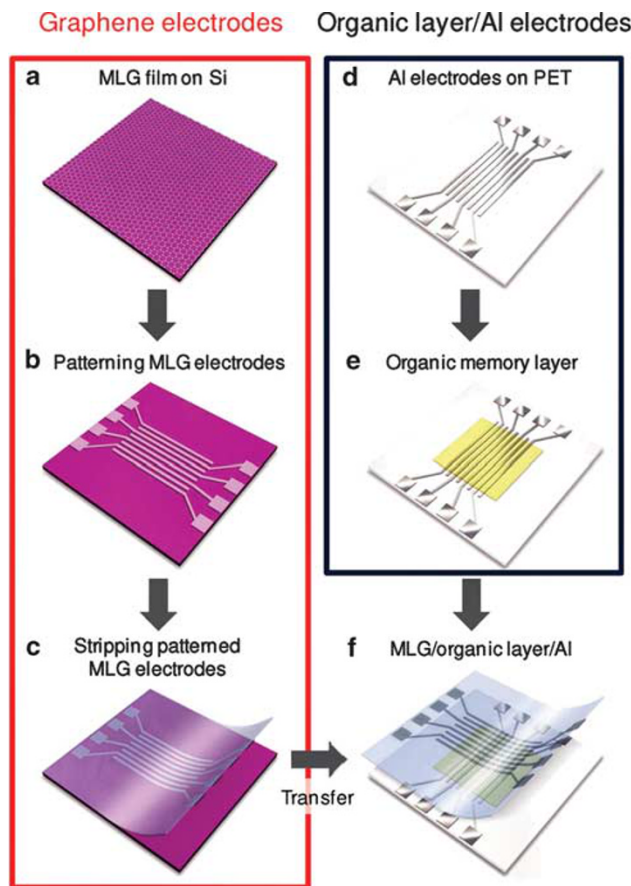 Graphene electrodes
Organic layer/Al electrodes
a MLG film on Si
d Al electrodes on PET
b Patterning MLG electrodes
e Organic memory layer
c Stripping patterned
MLG electrodes
f MLG/organic layer/Al
Transfer